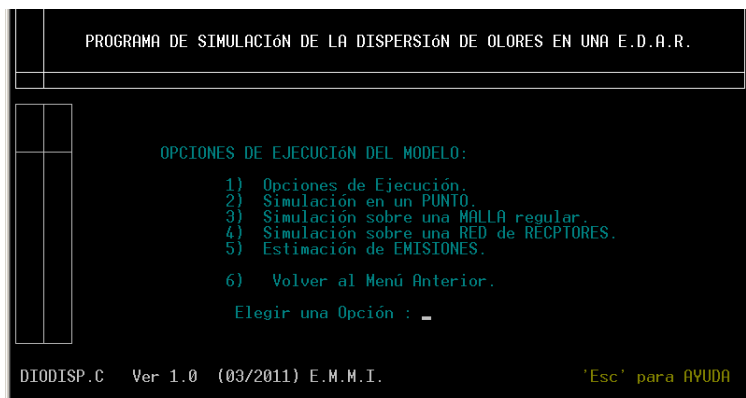 PROGRAMA DE SIMULACIóN DE LA DISPERSIóN DE OLORES EN UNA E.D.A.R.
OPCIONES DE EJECUCIóN DEL MODELO:
1) Opciones de Ejecución.
2) Simulación en un PUNTO.
3) Simulación sobre una MALLA regular.
4) Simulación sobre una RED de RECPTORES.
5) Estimación de EMISIONES.
6) Volver al Menú Anterior.
Elegir una Opción : _
DIODISP.C Ver 1.0 (03/2011) E.M.M.I. 'Esc' para AYUDA